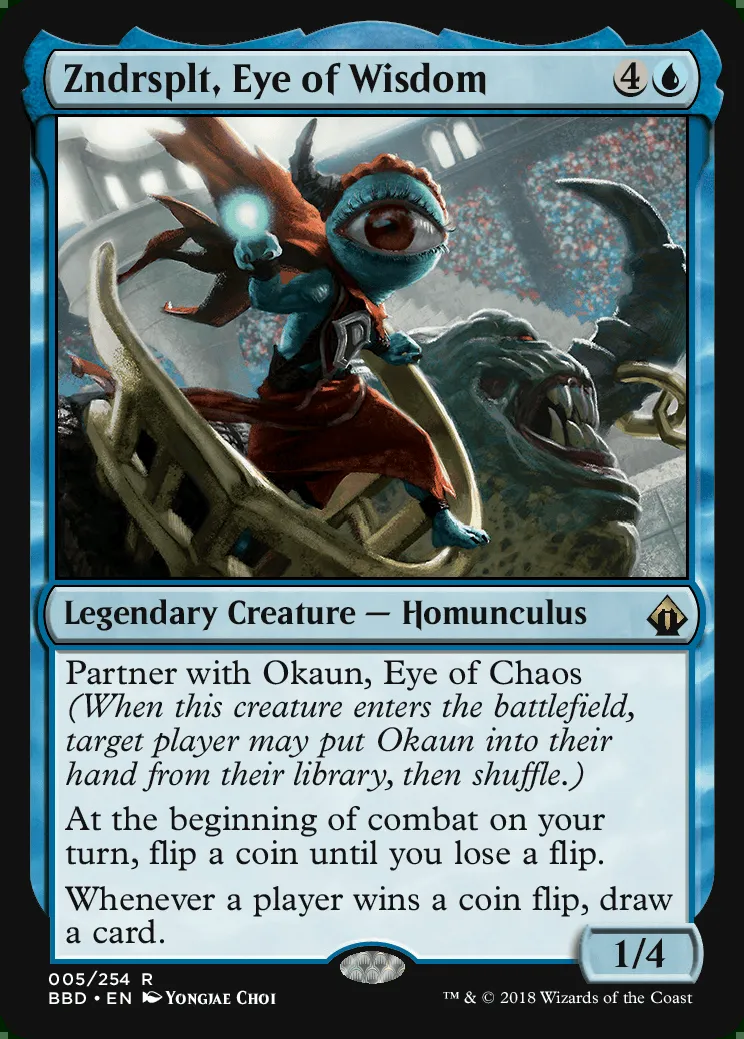 Zndrsplt, Eye of Wisdom 4
Legendary Creature — Homunculus
Partner with Okaun, Eye of Chaos
(When this creature enters the battlefield,
target player may put Okaun into their
hand from their library, then shuffle.)
At the beginning of combat on your
turn, flip a coin until you lose a flip.
Whenever a player wins a coin flip, draw
a card.
1/4
005/254 R
BBD • EN Yongjae Choi
™ & © 2018 Wizards of the Coast